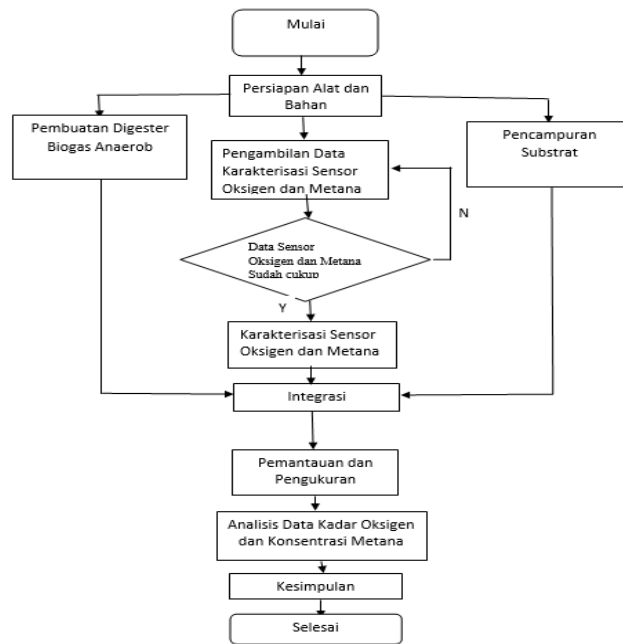 Mulai
Persiapan Alat dan
Bahan
Pembuatan Digester
Biogas Anaerob
Pengambilan Data
Karakterisasi Sensor
Oksigen dan Metana
Pencampuran
Substrat
N
Data Sensor
Oksigen dan Metana
Sudah cukup
Y
Karakterisasi Sensor
Oksigen dan Metana
Integrasi
Pemantauan dan
Pengukuran
Analisis Data Kadar Oksigen
dan Konsentrasi Metana
Kesimpulan
Selesai